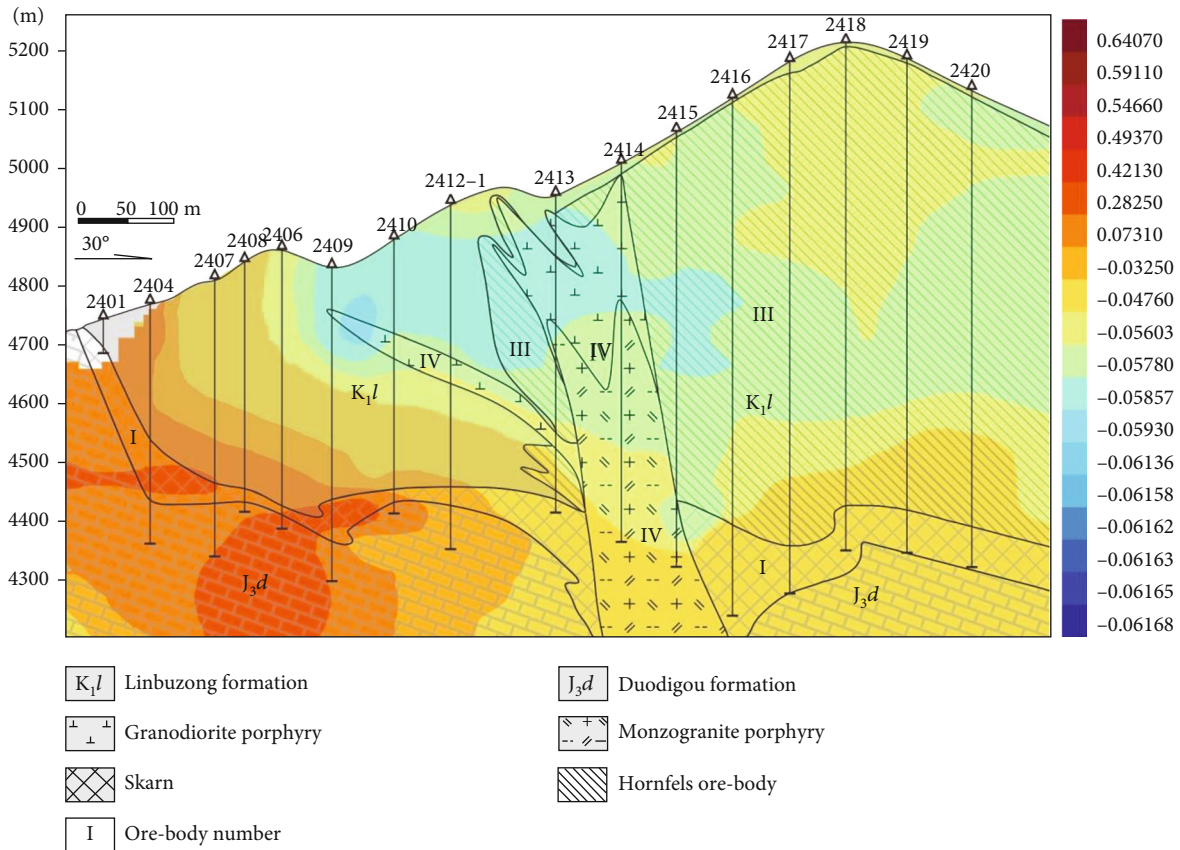 (m)
5200
5100
5000
4900
4800
4700
4600
4500
4400
4300
0 50 100 m
30°
2401
2404
2407
2408
2406
2409
2410
2412–1
2413
2414
2415
2416
2417
2418
2419
2420
III
III
IV
IV
K₁l
K₁l
I
IV
I
J₃d
J₃d
0.64070
0.59110
0.54660
0.49370
0.42130
0.28250
0.07310
–0.03250
–0.04760
–0.05603
–0.05780
–0.05857
–0.05930
–0.06136
–0.06158
–0.06162
–0.06163
–0.06165
–0.06168
K₁l Linbuzong formation
J₃d Duodigou formation
Granodiorite porphyry
Monzogranite porphyry
Skarn
Hornfels ore-body
I Ore-body number